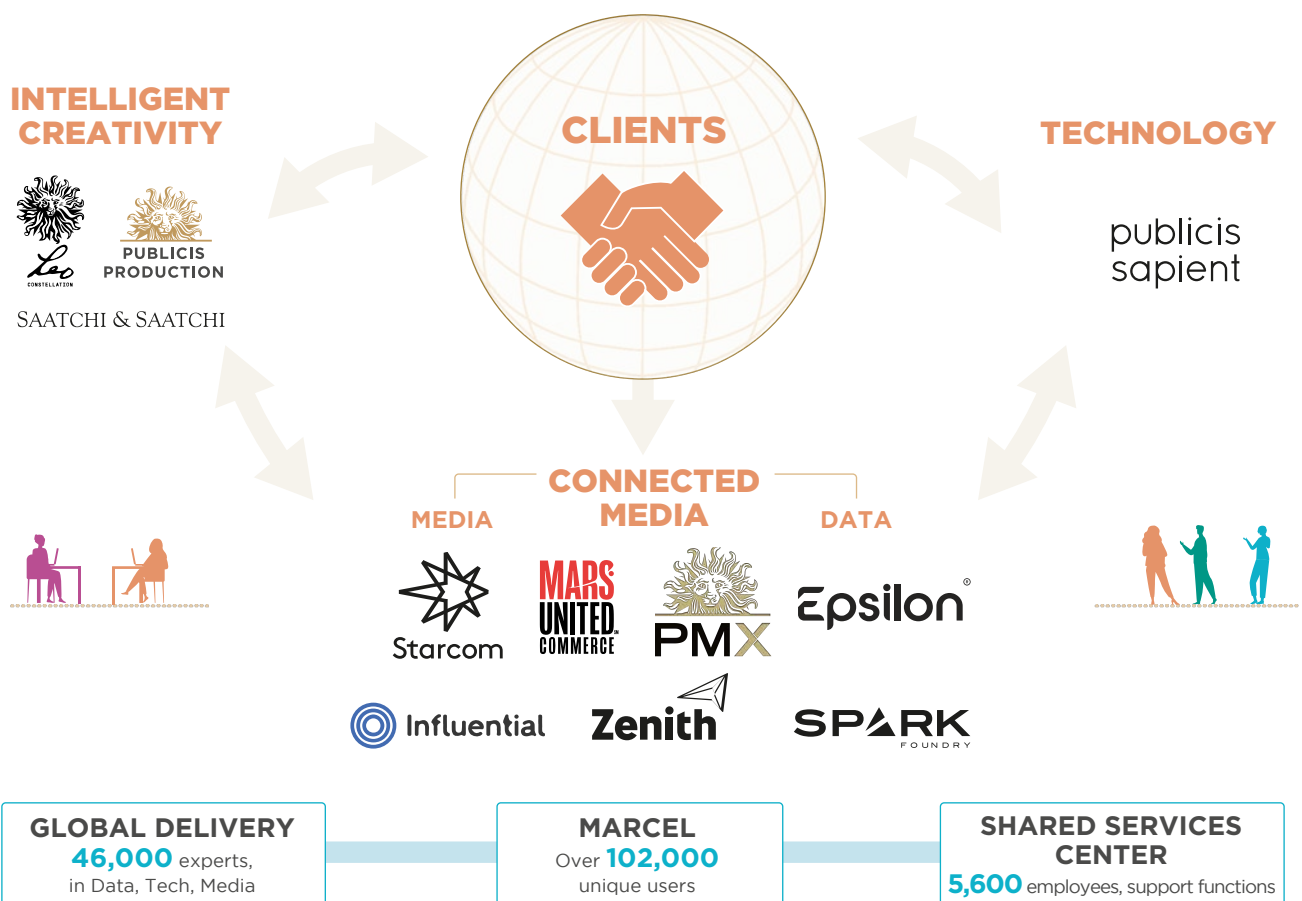 INTELLIGENT
CREATIVITY
Leo
CONSTELLATION
PUBLICIS
PRODUCTION
SAATCHI & SAATCHI
CLIENTS
TECHNOLOGY
publicis
sapient
CONNECTED
MEDIA
MEDIA
DATA
Starcom
MARS
UNITED SM
COMMERCE
PMX
Epsilon®
Influential
Zenith
SPARK
FOUNDRY
GLOBAL DELIVERY
46,000 experts,
in Data, Tech, Media
MARCEL
Over 102,000
unique users
SHARED SERVICES
CENTER
5,600 employees, support functions